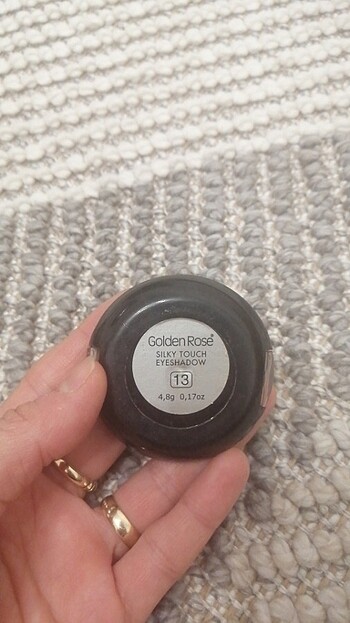 Golden Rose®
SILKY TOUCH
EYESHADOW
13
4,8g 0,17oz